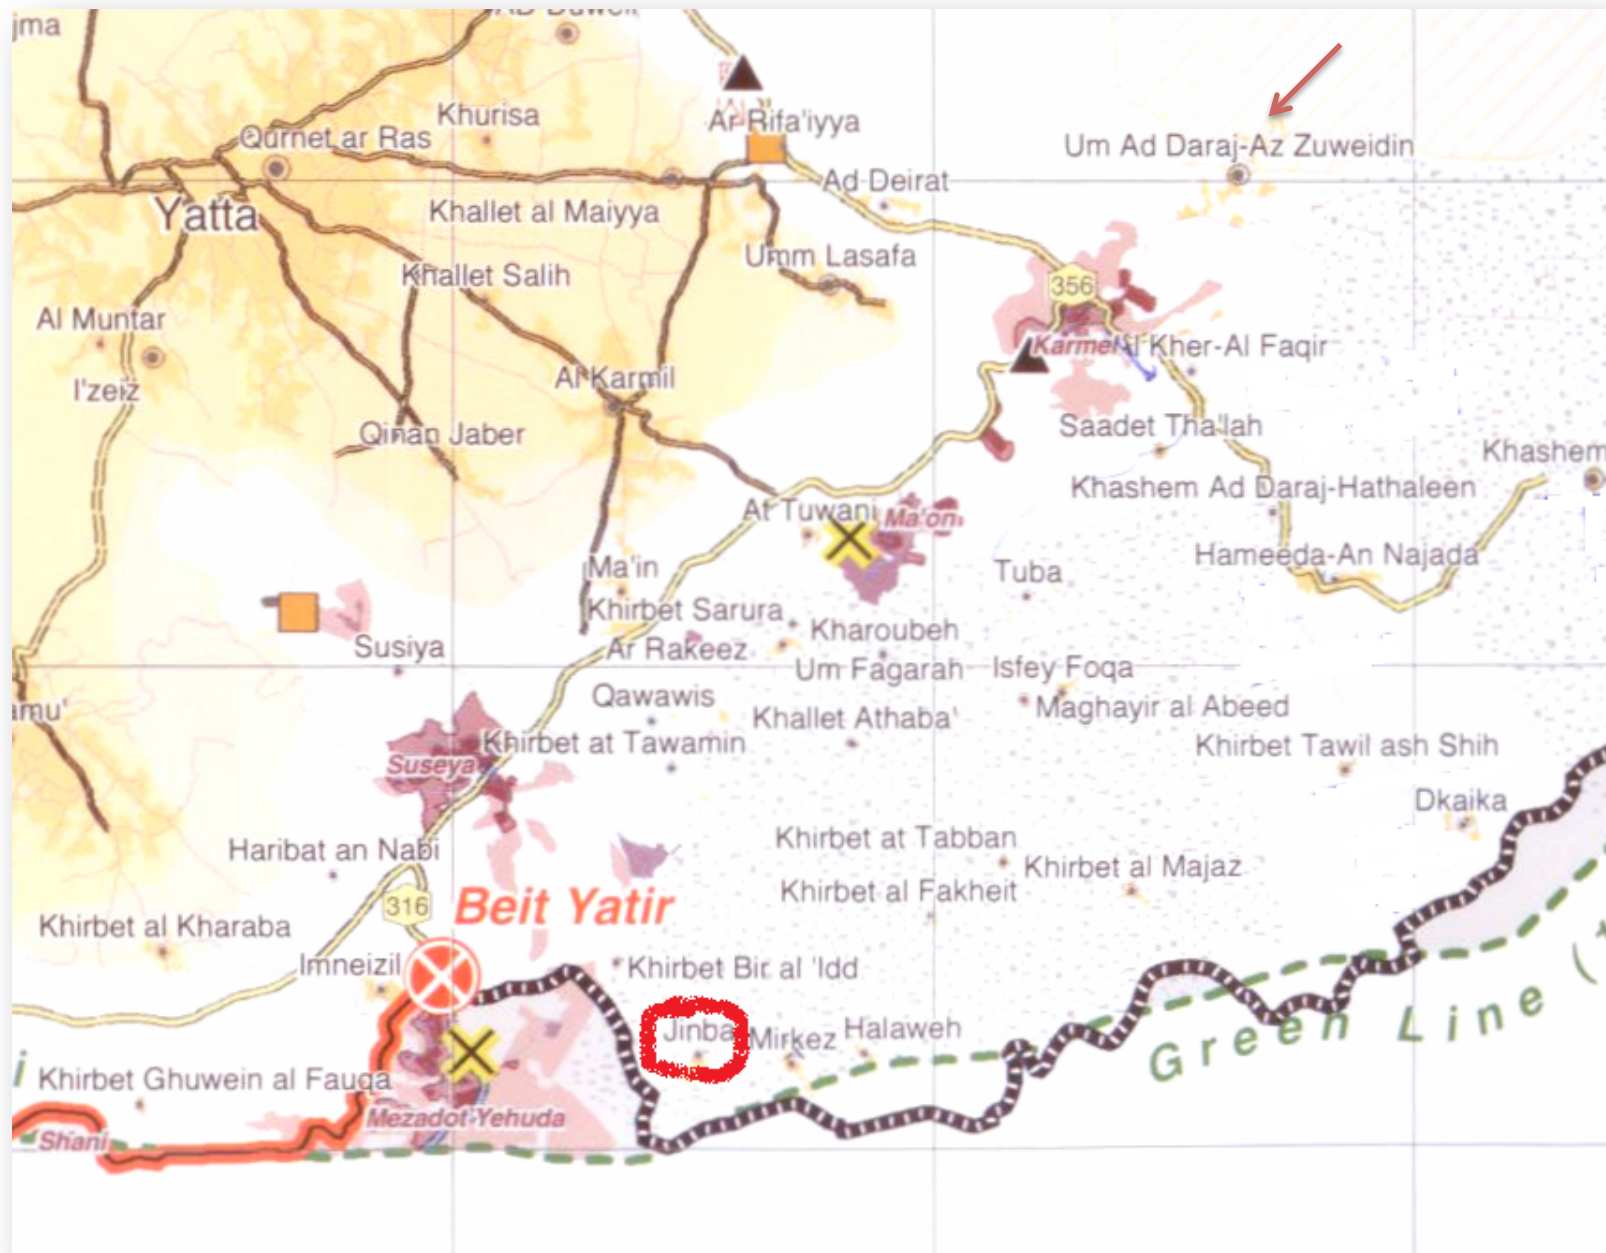 jma
Khurisa
Ar Rifa'iyya
Qurnet ar Ras
Um Ad Daraj-Az Zuweidin
Ad Deirat
Yatta
Khallet al Maiyya
Umm Lasafa
Khallet Salih
356
Al Muntar
Karmel
Al Kher-Al Faqir
I'zeiz
Al Karmil
Qinan Jaber
Saadet Tha'lah
Khashem
Khashem Ad Daraj-Hathaleen
At Tuwani
Ma'on
Hameeda-An Najada
Ma'in
Tuba
Khirbet Sarura
Kharoubeh
Susiya
Ar Rakeez
Um Fagarah
Isfey Foqa
amu'
Qawawis
Khallet Athaba'
Maghayir al Abeed
Khirbet at Tawamin
Khirbet Tawil ash Shih
Suseya
Dkaika
Haribat an Nabi
Khirbet at Tabban
Khirbet al Majaz
316
Beit Yatir
Khirbet al Fakheit
Khirbet al Kharaba
Imneizil
Khirbet Bir al 'Idd
Jinba
Mirkez
Halaweh
Green Line (
i
Khirbet Ghuwein al Fauqa
Mezadot-Yehuda
Shani